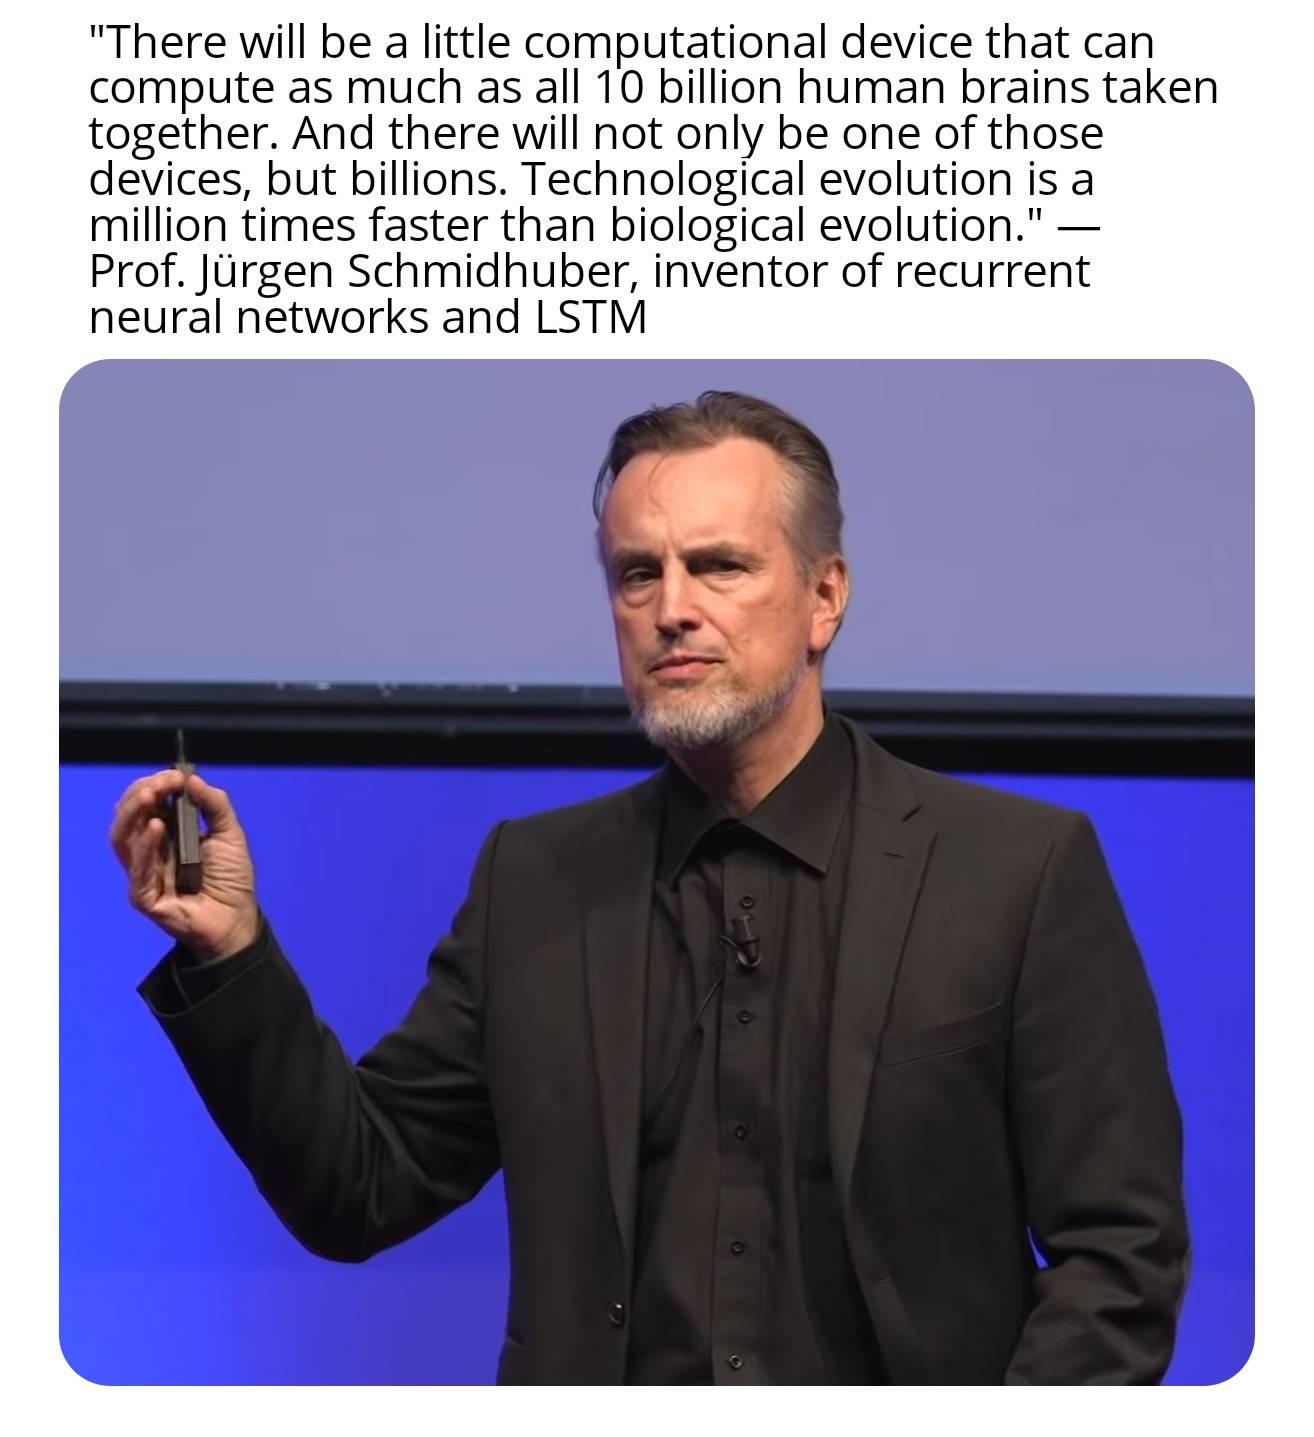 "There will be a little computational device that can
compute as much as all 10 billion human brains taken
together. And there will not only be one of those
devices, but billions. Technological evolution is a
million times faster than biological evolution." —
Prof. Jürgen Schmidhuber, inventor of recurrent
neural networks and LSTM